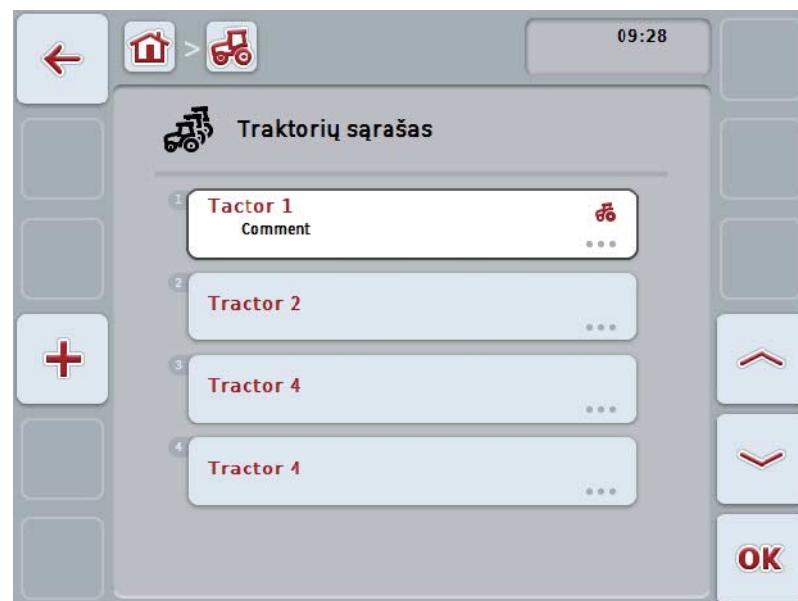 09:28
Traktorių sąrašas
1
Tactor 1
Comment
2
Tractor 2
3
Tractor 4
4
Tractor 4
OK